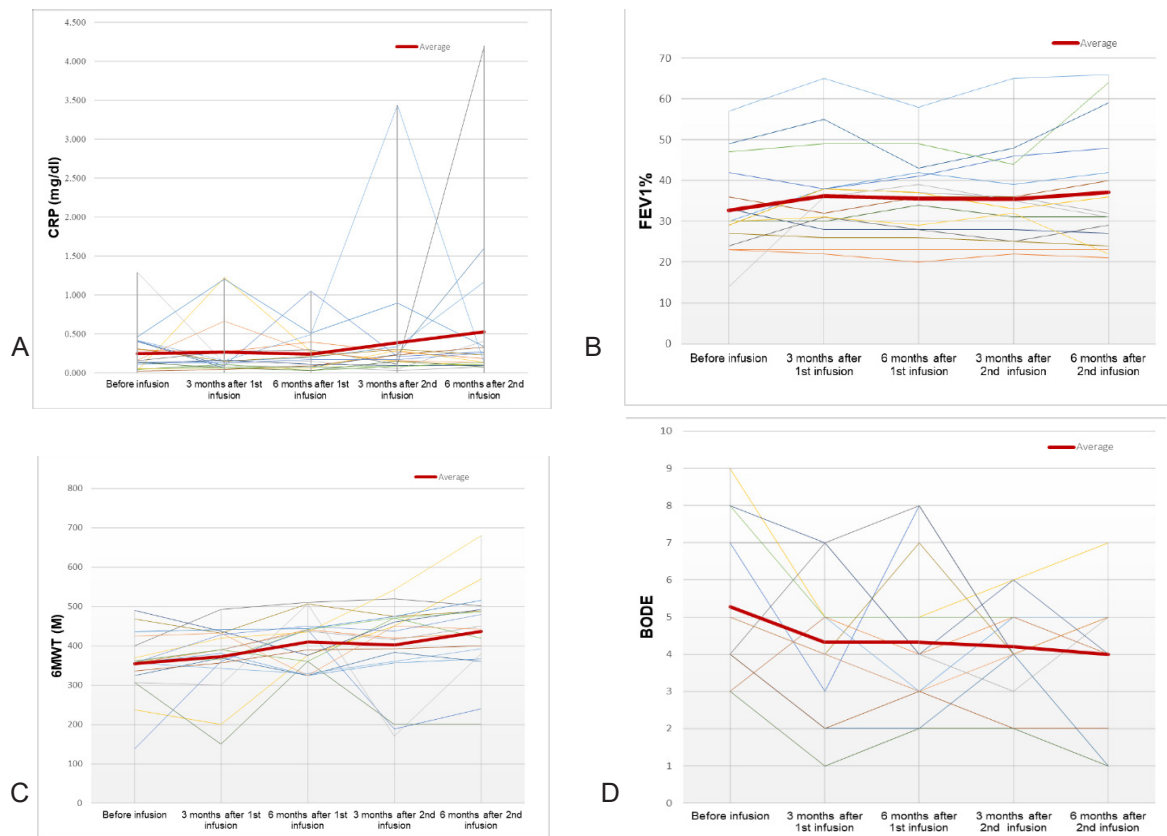 4.500
Average
4.000
3.500
3.000
2.500
2.000
1.500
1.000
0.500
0.000
CRP (mg/dl)
Before infusion
3 months after 1st infusion
6 months after 1st infusion
3 months after 2nd infusion
6 months after 2nd infusion
A
Average
70
60
50
40
30
20
10
0
FEV1%
Before infusion
3 months after 1st infusion
6 months after 1st infusion
3 months after 2nd infusion
6 months after 2nd infusion
B
Average
800
700
600
500
400
300
200
100
0
6MWT (M)
Before infusion
3 months after 1st infusion
6 months after 1st infusion
3 months after 2nd infusion
6 months after 2nd infusion
C
10
Average
9
8
7
6
5
4
3
2
1
0
BODE
Before infusion
3 months after 1st infusion
6 months after 1st infusion
3 months after 2nd infusion
6 months after 2nd infusion
D